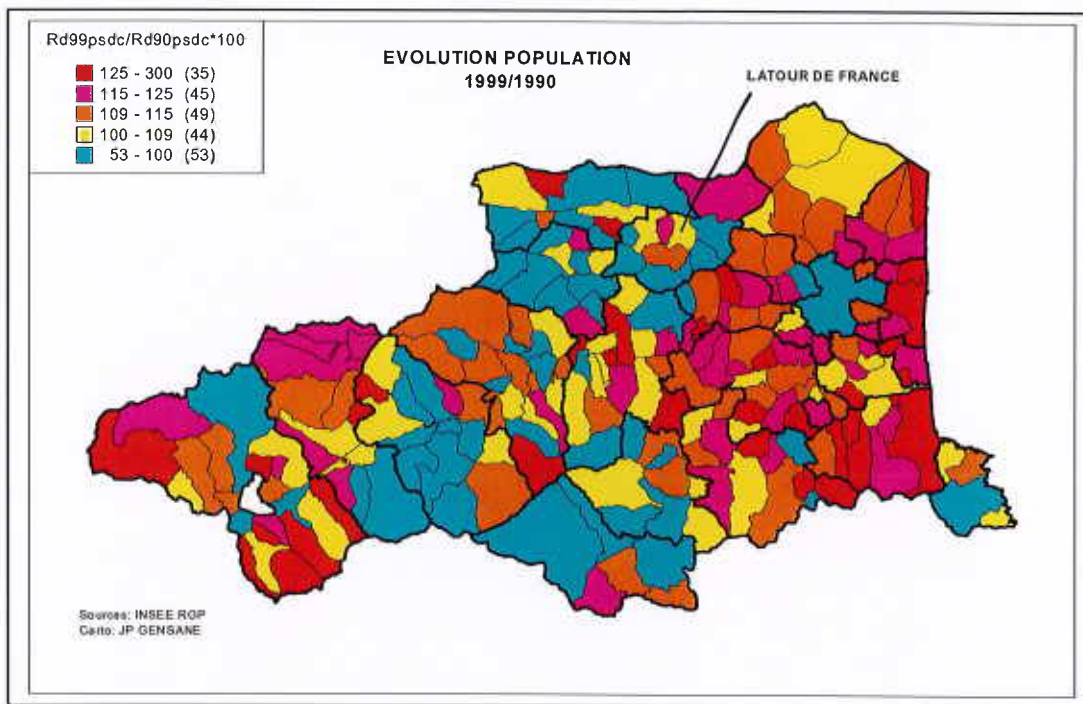 Rd99psdc/Rd90psdc*100
125 - 300 (35)
115 - 125 (45)
109 - 115 (49)
100 - 109 (44)
53 - 100 (53)
EVOLUTION POPULATION
1999/1990
LATOUR DE FRANCE
Sources: INSEE RGP
Carto: JP GENSANE